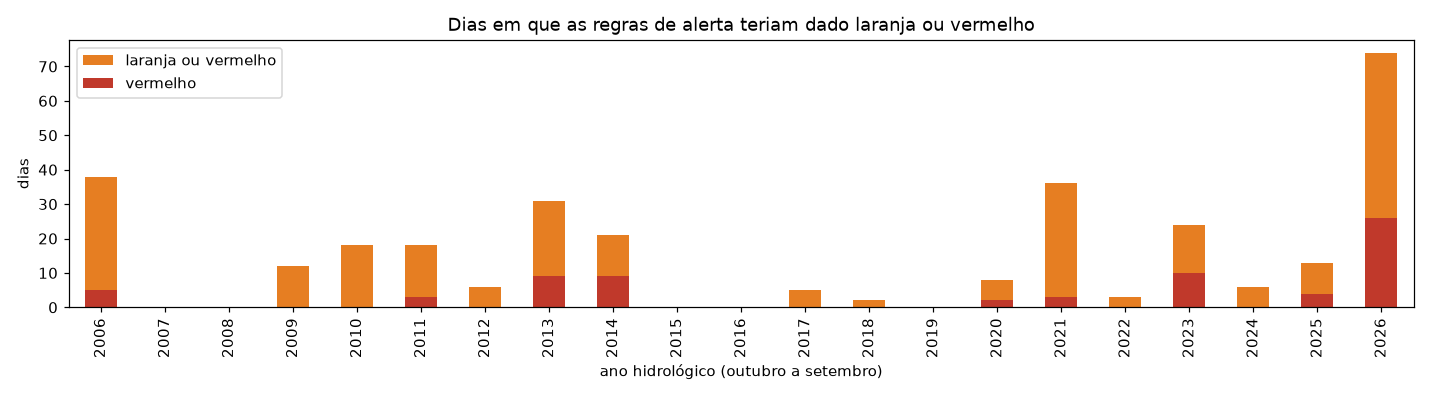 Dias em que as regras de alerta teriam dado laranja ou vermelho
laranja ou vermelho
vermelho
dias
70
60
50
40
30
20
10
0
2006 2007 2008 2009 2010 2011 2012 2013 2014 2015 2016 2017 2018 2019 2020 2021 2022 2023 2024 2025 2026
ano hidrológico (outubro a setembro)